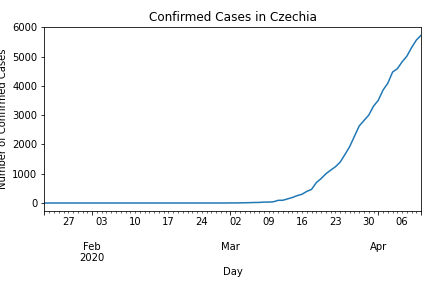 Confirmed Cases in Czechia
Number of Confirmed Cases
6000
5000
4000
3000
2000
1000
0
27 03 10 17 24 02 09 16 23 30 06
Feb Mar Apr
2020
Day